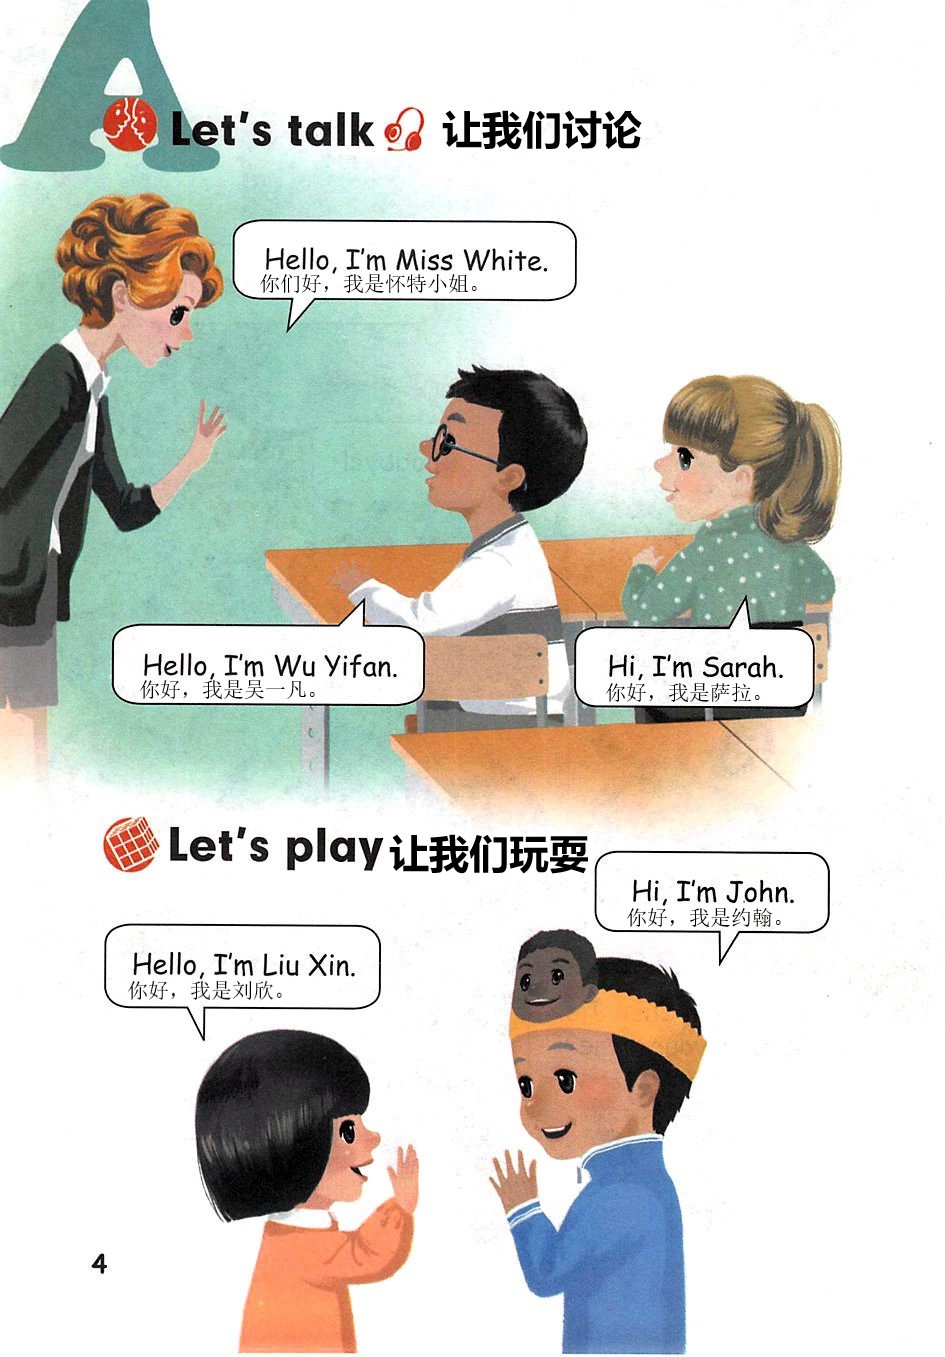 A
Let's talk 让我们讨论
Hello, I'm Miss White.
你们好，我是怀特小姐。
Hello, I'm Wu Yifan.
你好，我是吴一凡。
Hi, I'm Sarah.
你好，我是萨拉。
Let's play 让我们玩耍
Hi, I'm John.
你好，我是约翰。
Hello, I'm Liu Xin.
你好，我是刘欣。
4